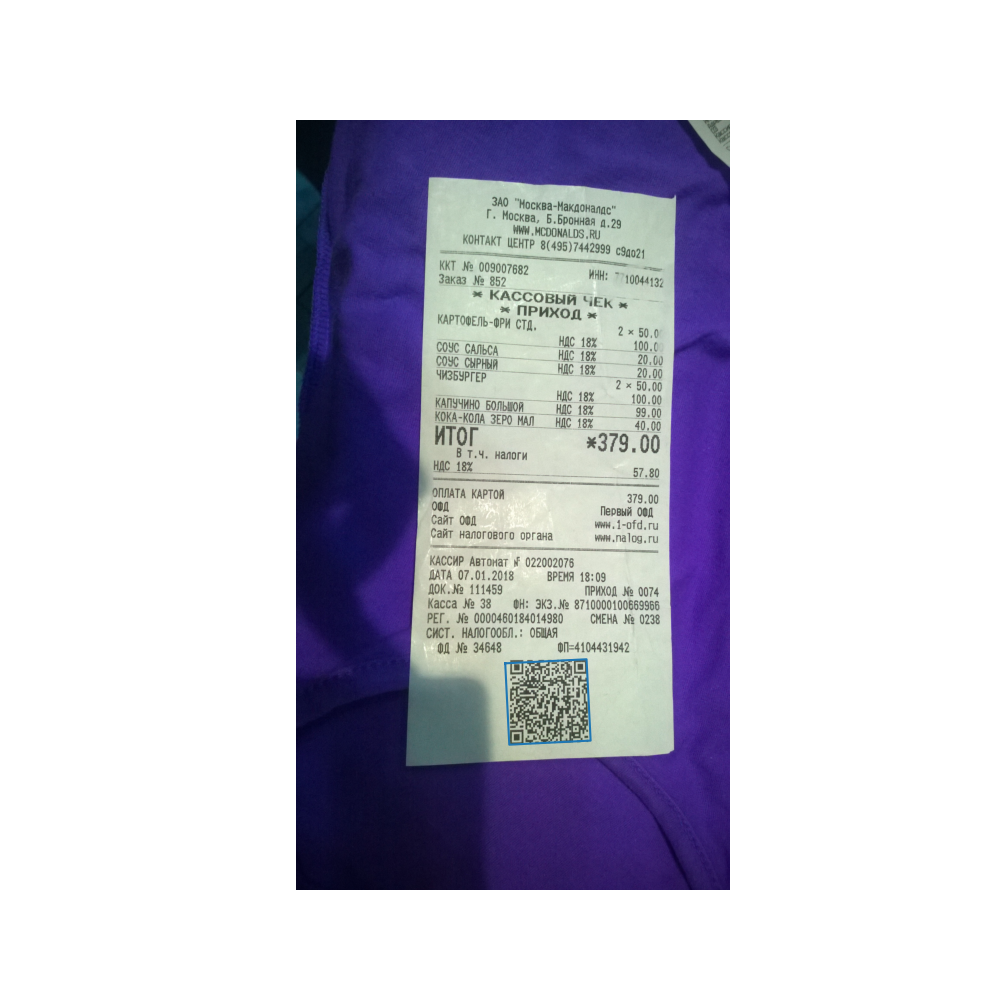 ЗАО "Москва-Макдоналдс"
Г. Москва, Б.Бронная д.29
WWW.MCDONALDS.RU
КОНТАКТ ЦЕНТР 8(495)7442999 с9до21
ККТ № 009007682 ИНН:
Заказ № 852
* КАССОВЫЙ ЧЕК *
* ПРИХОД *
КАРТОФЕЛЬ-ФРИ СТД. 2 × 50.00
НДС 18% 100.00
СОУС САЛЬСА НДС 18% 20.00
СОУС СЫРНЫЙ НДС 18% 20.00
ЧИЗБУРГЕР 2 × 50.00
НДС 18% 100.00
КАПУЧИНО БОЛЬШОЙ НДС 18% 99.00
КОКА-КОЛА ЗЕРО МАЛ НДС 18% 40.00
ИТОГ *379.00
В т.ч. налоги
НДС 18% 57.80
ОПЛАТА КАРТОЙ 379.00
ОФД Первый ОФД
Сайт ОФД www.1-ofd.ru
Сайт налогового органа www.nalog.ru
КАССИР Автомат № 022002076
ДАТА 07.01.2018 ВРЕМЯ 18:09
ДОК.№ 111459 ПРИХОД № 0074
Касса № 38 ФН: ЭКЗ.№ 8710000100669966
РЕГ. № 0000460184014980 СМЕНА № 0238
СИСТ. НАЛОГООБЛ.: ОБЩАЯ
ФД № 34648 ФП=4104431942